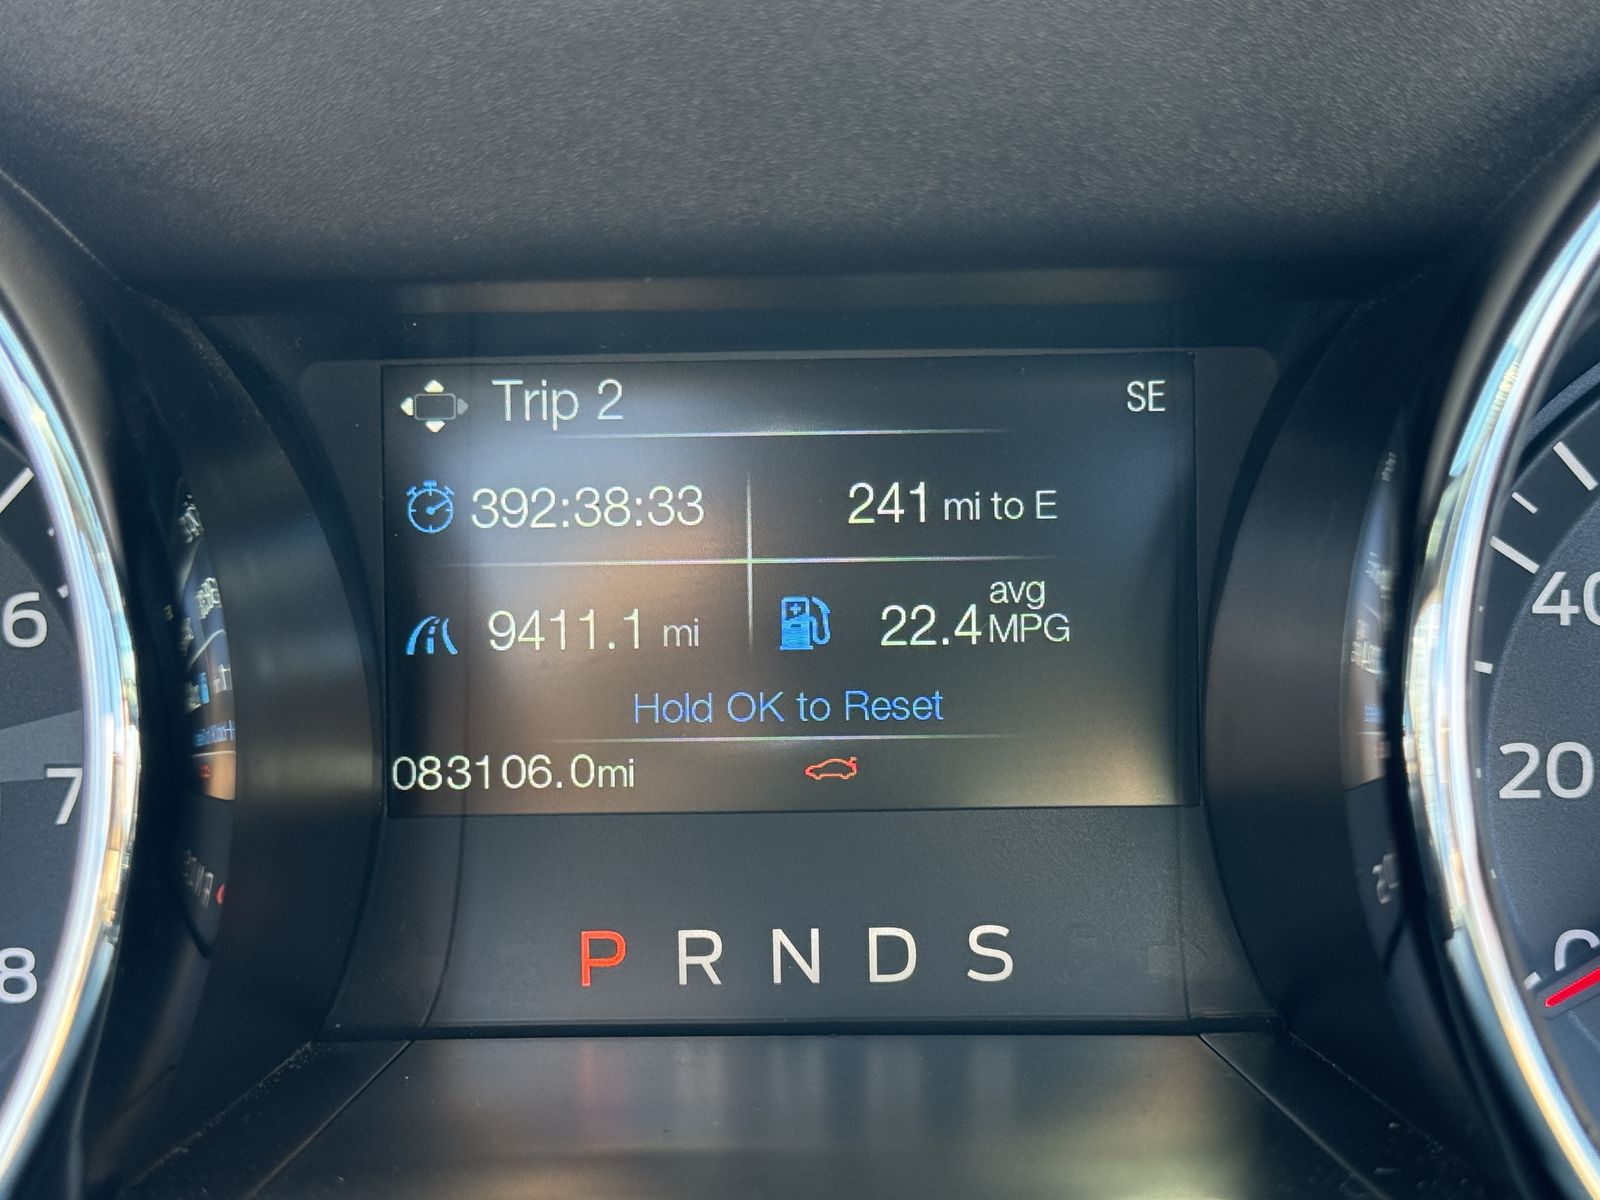 Trip 2
SE
392:38:33
241 mi to E
9411.1 mi
22.4 avg MPG
Hold OK to Reset
083106.0mi
P R N D S
6
7
8
40
20
0